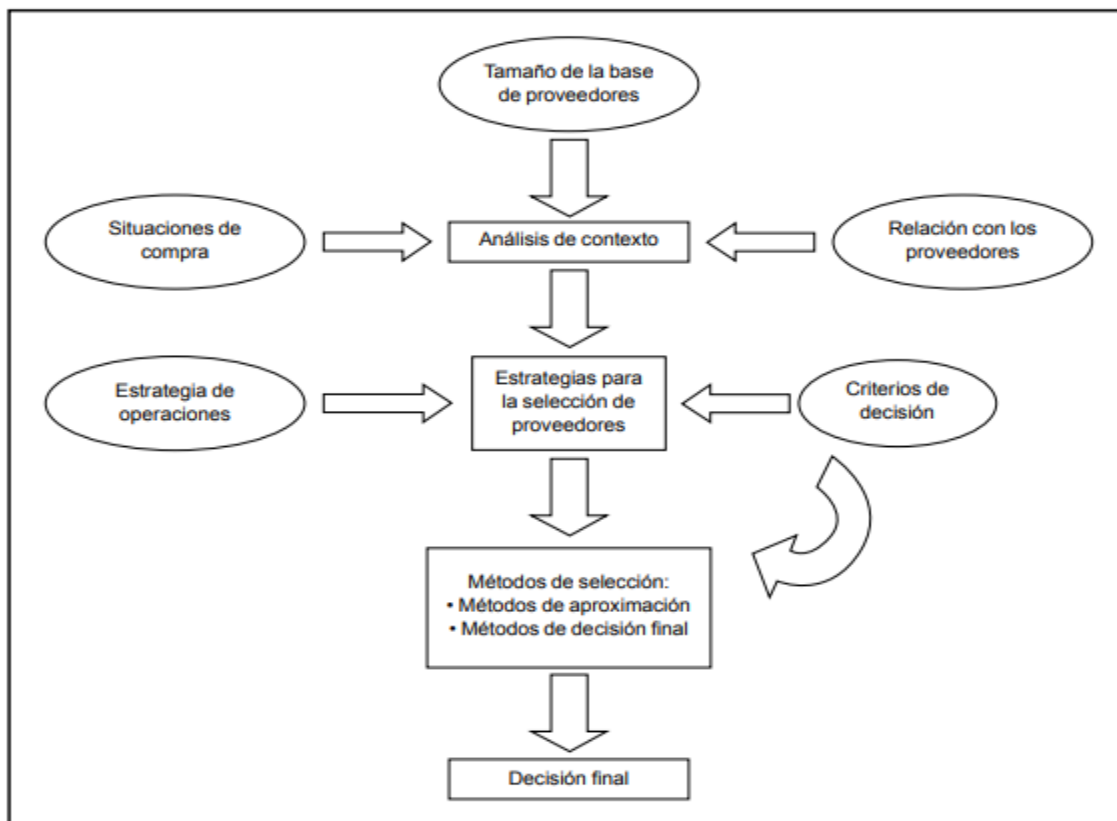 Tamaño de la base
de proveedores
Situaciones de
compra
Análisis de contexto
Relación con los
proveedores
Estrategia de
operaciones
Estrategias para
la selección de
proveedores
Criterios de
decisión
Métodos de selección:
• Métodos de aproximación
• Métodos de decisión final
Decisión final